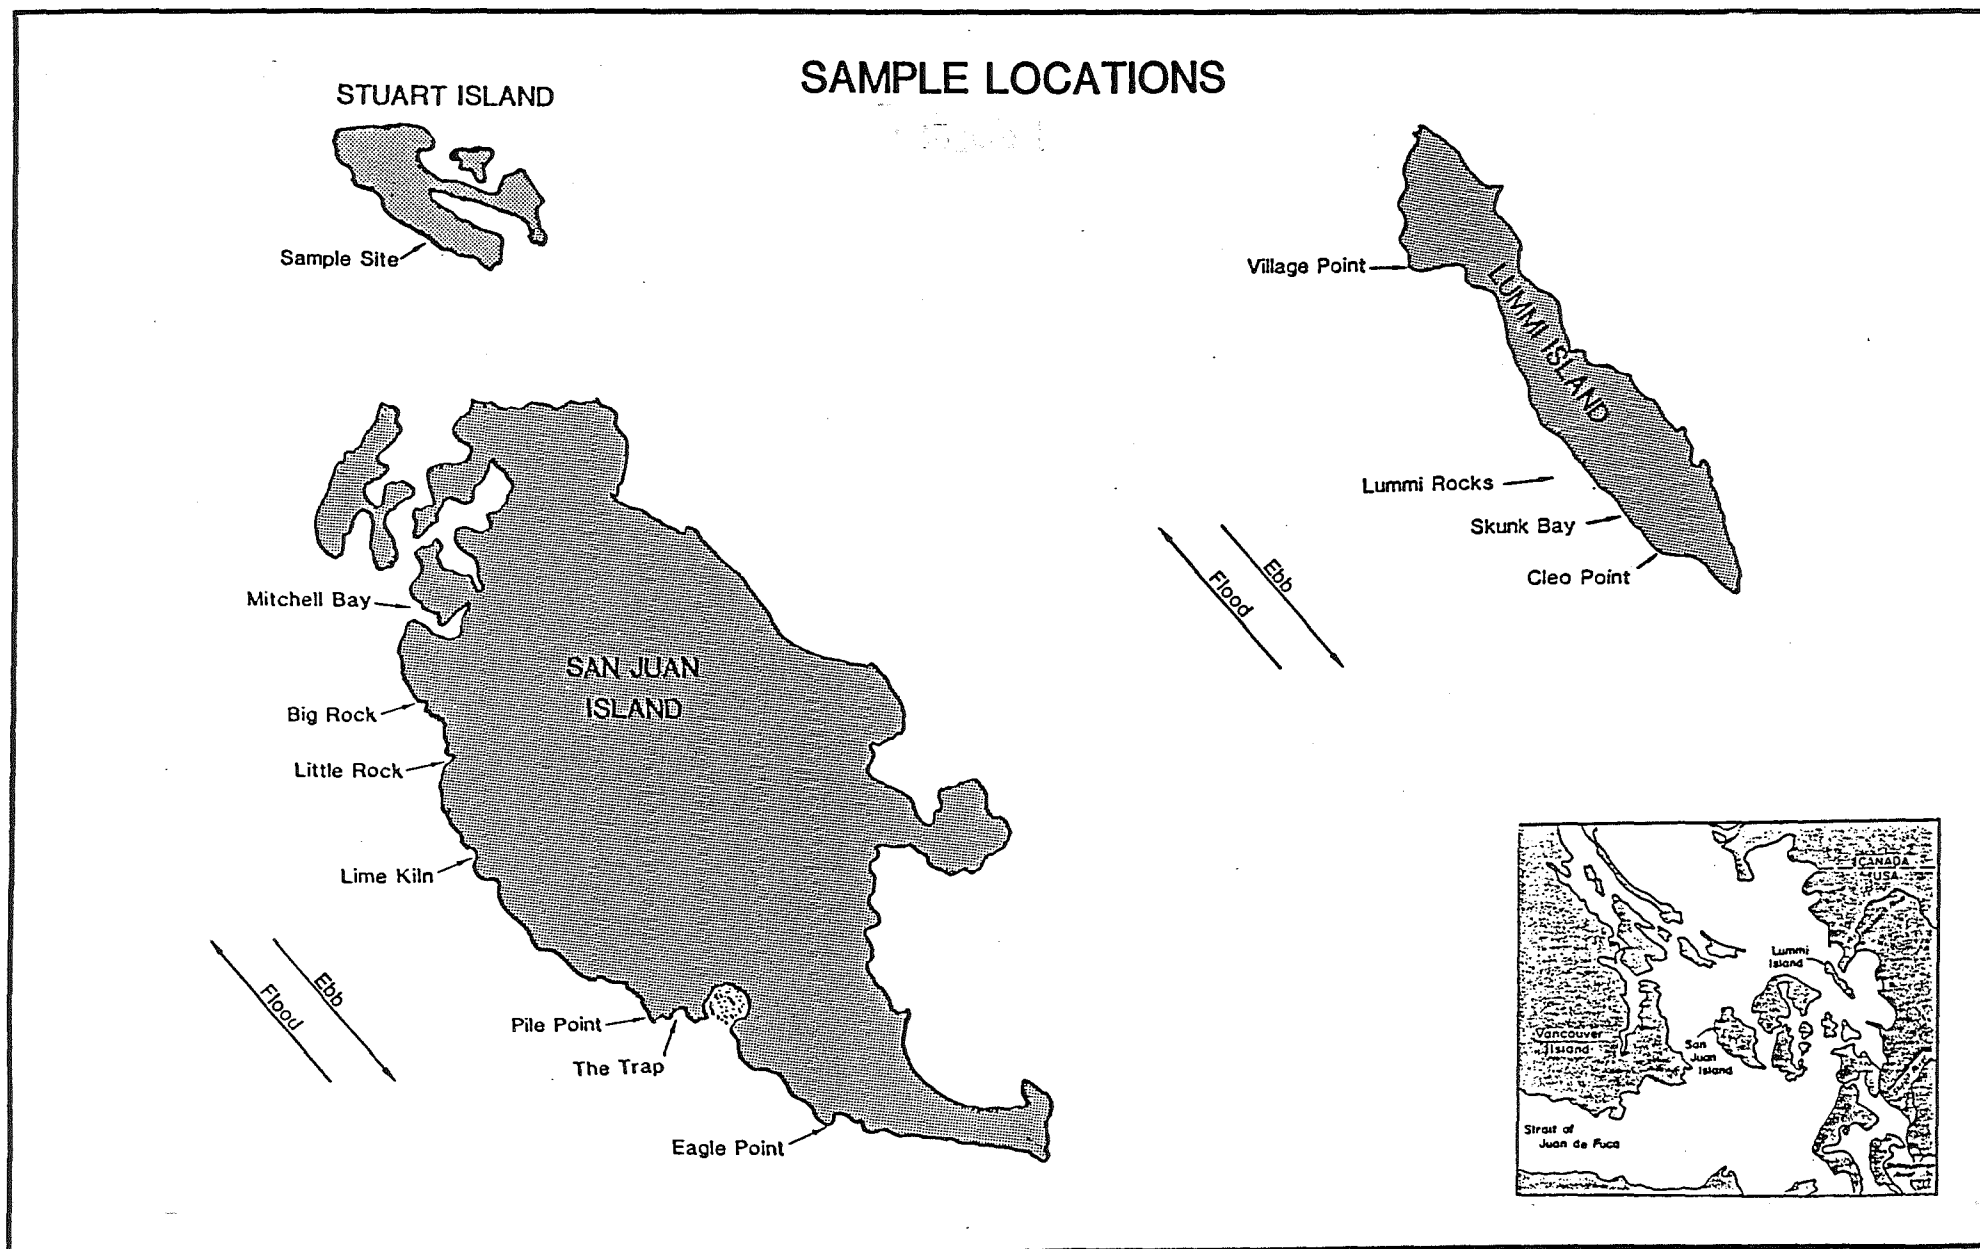 SAMPLE LOCATIONS
STUART ISLAND
Sample Site
Village Point
LUMMI ISLAND
Lummi Rocks
Skunk Bay
Cleo Point
Ebb
Flood
Mitchell Bay
SAN JUAN
ISLAND
Big Rock
Little Rock
Lime Kiln
Ebb
Flood
Pile Point
The Trap
Eagle Point
CANADA
USA
Lummi
Island
Vancouver
Island
San
Juan
Island
Strait of
Juan de Fuca